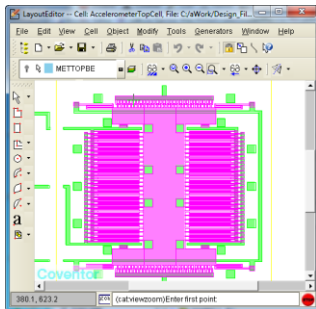 LayoutEditor -- Cell: AccelerometerTopCell, File: C:/aWork/Design_Fil...
File Edit View Cell Object Modify Tools Generators Window Help
METTOPBE
a
Coventor
380.1, 623.2 (cat:viewzoom)Enter first point: